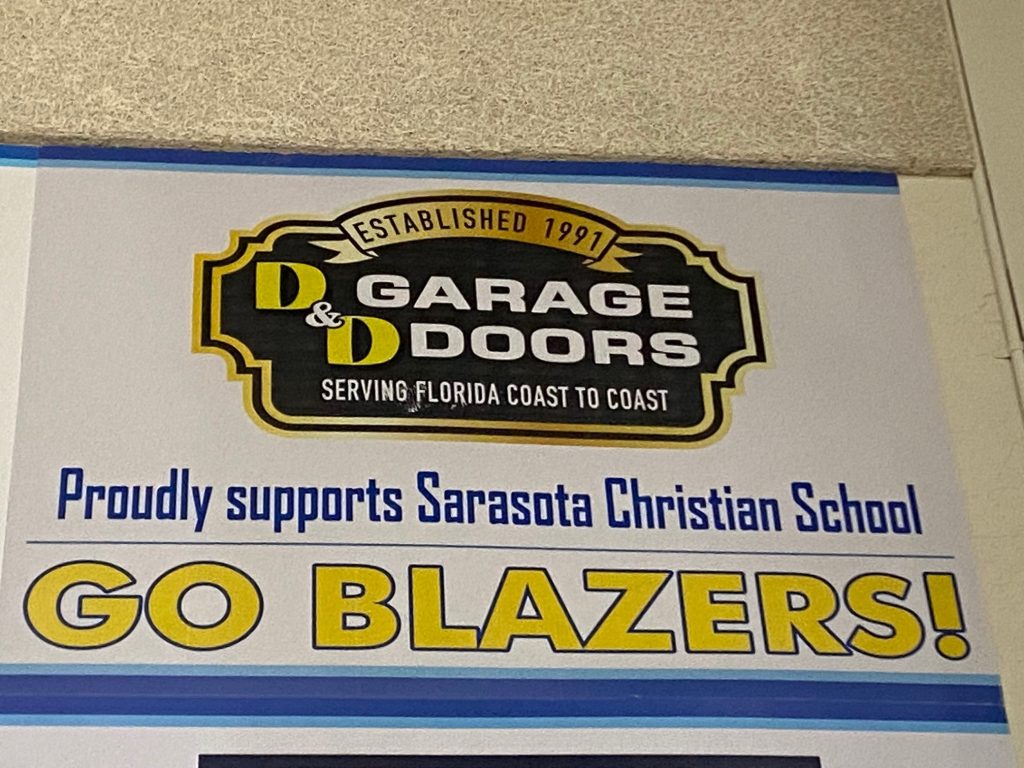 ESTABLISHED 1991
D&D GARAGE DOORS
SERVING FLORIDA COAST TO COAST
Proudly supports Sarasota Christian School
GO BLAZERS!